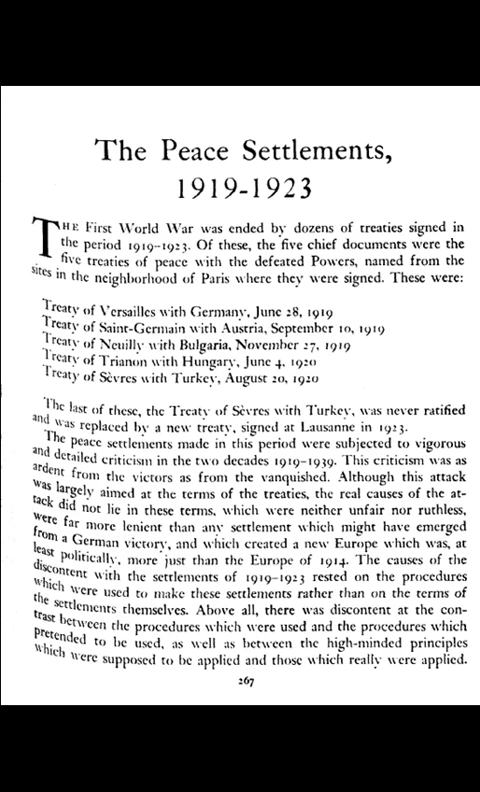 The Peace Settlements,
1919-1923
THE First World War was ended by dozens of treaties signed in
the period 1919-1923. Of these, the five chief documents were the
five treaties of peace with the defeated Powers, named from the
sites in the neighborhood of Paris where they were signed. These were:
Treaty of Versailles with Germany, June 28, 1919
Treaty of Saint-Germain with Austria, September 10, 1919
Treaty of Neuilly with Bulgaria, November 27, 1919
Treaty of Trianon with Hungary, June 4, 1920
Treaty of Sèvres with Turkey, August 20, 1920
The last of these, the Treaty of Sèvres with Turkey, was never ratified
and was replaced by a new treaty, signed at Lausanne in 1923.
The peace settlements made in this period were subjected to vigorous
and detailed criticism in the two decades 1919-1939. This criticism was as
ardent from the victors as from the vanquished. Although this attack
was largely aimed at the terms of the treaties, the real causes of the at-
tack did not lie in these terms, which were neither unfair nor ruthless,
were far more lenient than any settlement which might have emerged
from a German victory, and which created a new Europe which was, at
least politically, more just than the Europe of 1914. The causes of the
discontent with the settlements of 1919-1923 rested on the procedures
which were used to make these settlements rather than on the terms of
the settlements themselves. Above all, there was discontent at the con-
trast between the procedures which were used and the procedures which
pretended to be used, as well as between the high-minded principles
which were supposed to be applied and those which really were applied.
267